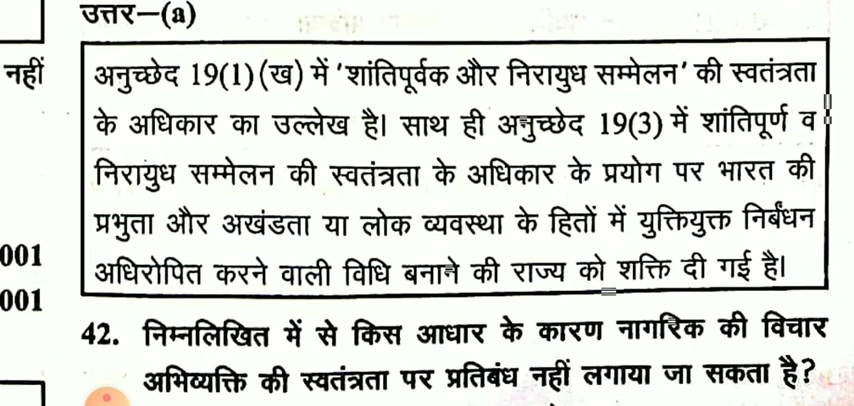 उत्तर—(a)
नहीं
अनुच्छेद 19(1)(ख) में 'शांतिपूर्वक और निरायुध सम्मेलन' की स्वतंत्रता
के अधिकार का उल्लेख है। साथ ही अनुच्छेद 19(3) में शांतिपूर्ण व
निरायुध सम्मेलन की स्वतंत्रता के अधिकार के प्रयोग पर भारत की
प्रभुता और अखंडता या लोक व्यवस्था के हितों में युक्तियुक्त निर्बंधन
001
अधिरोपित करने वाली विधि बनाने की राज्य को शक्ति दी गई है।
001
42. निम्नलिखित में से किस आधार के कारण नागरिक की विचार
अभिव्यक्ति की स्वतंत्रता पर प्रतिबंध नहीं लगाया जा सकता है?